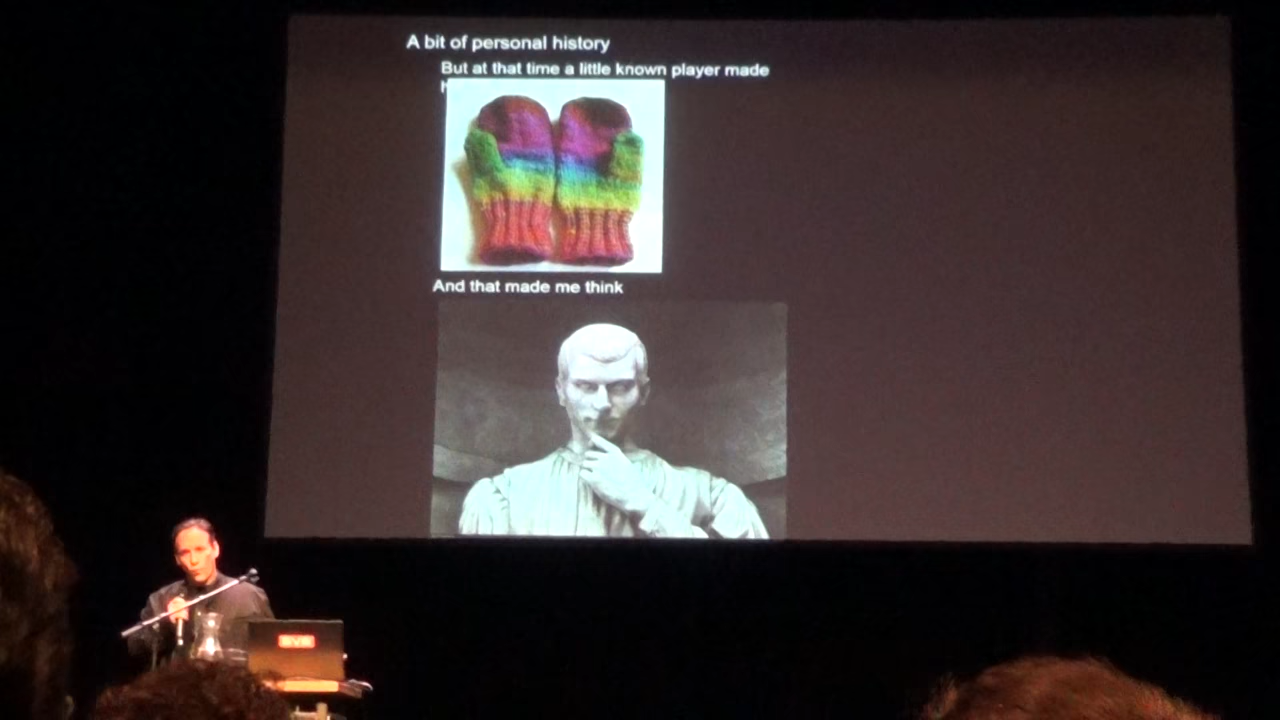 A bit of personal history
But at that time a little known player made
And that made me think